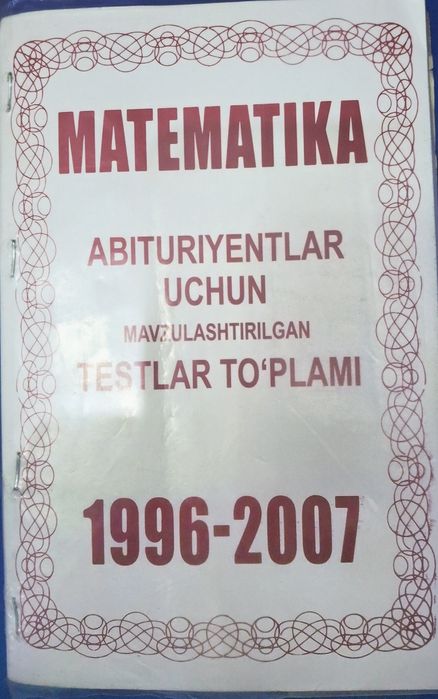 MATEMATIKA
ABITURIYENTLAR
UCHUN
MAVZULASHTIRILGAN
TESTLAR TO‘PLAMI
1996-2007